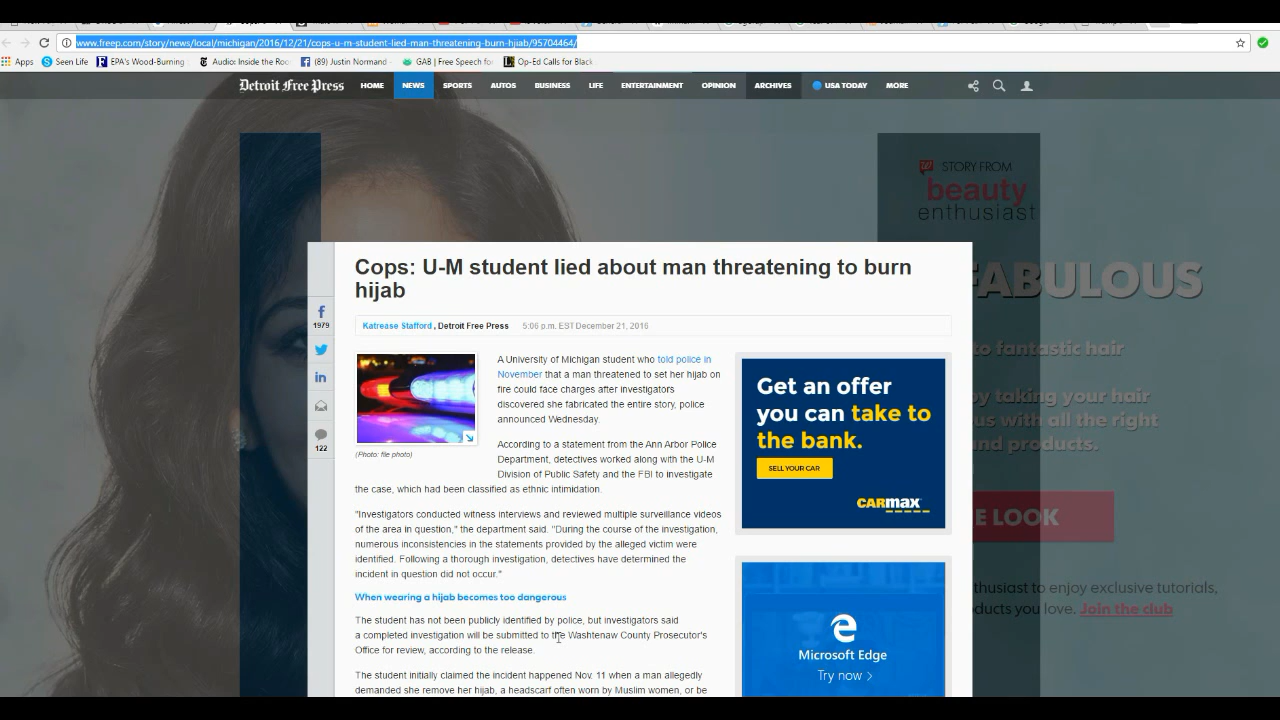 www.freep.com/story/news/local/michigan/2016/12/21/cops-u-m-student-lied-man-threatening-burn-hijab/95704464/
Apps Seen Life EPA's Wood-Burning Audio: Inside the Roo (89) Justin Normand - GAB | Free Speech fo Op-Ed Calls for Black
Detroit Free Press HOME NEWS SPORTS AUTOS BUSINESS LIFE ENTERTAINMENT OPINION ARCHIVES USA TODAY MORE
STORY FROM
beauty
enthusiast
Cops: U-M student lied about man threatening to burn
hijab
Katrease Stafford , Detroit Free Press 5:06 p.m. EST December 21, 2016
1979
122
(Photo: file photo)
A University of Michigan student who told police in
November that a man threatened to set her hijab on
fire could face charges after investigators
discovered she fabricated the entire story, police
announced Wednesday.
According to a statement from the Ann Arbor Police
Department, detectives worked along with the U-M
Division of Public Safety and the FBI to investigate
the case, which had been classified as ethnic intimidation.
"Investigators conducted witness interviews and reviewed multiple surveillance videos
of the area in question," the department said. "During the course of the investigation,
numerous inconsistencies in the statements provided by the alleged victim were
identified. Following a thorough investigation, detectives have determined the
incident in question did not occur."
When wearing a hijab becomes too dangerous
The student has not been publicly identified by police, but investigators said
a completed investigation will be submitted to the Washtenaw County Prosecutor's
Office for review, according to the release.
The student initially claimed the incident happened Nov. 11 when a man allegedly
demanded she remove her hijab, a headscarf often worn by Muslim women, or be
Get an offer
you can take to
the bank.
SELL YOUR CAR
CARMAX
Microsoft Edge
Try now >
FABULOUS
to fantastic hair
by taking your hair
us with all the right
and products.
E LOOK
thusiast to enjoy exclusive tutorials,
ducts you love. Join the club